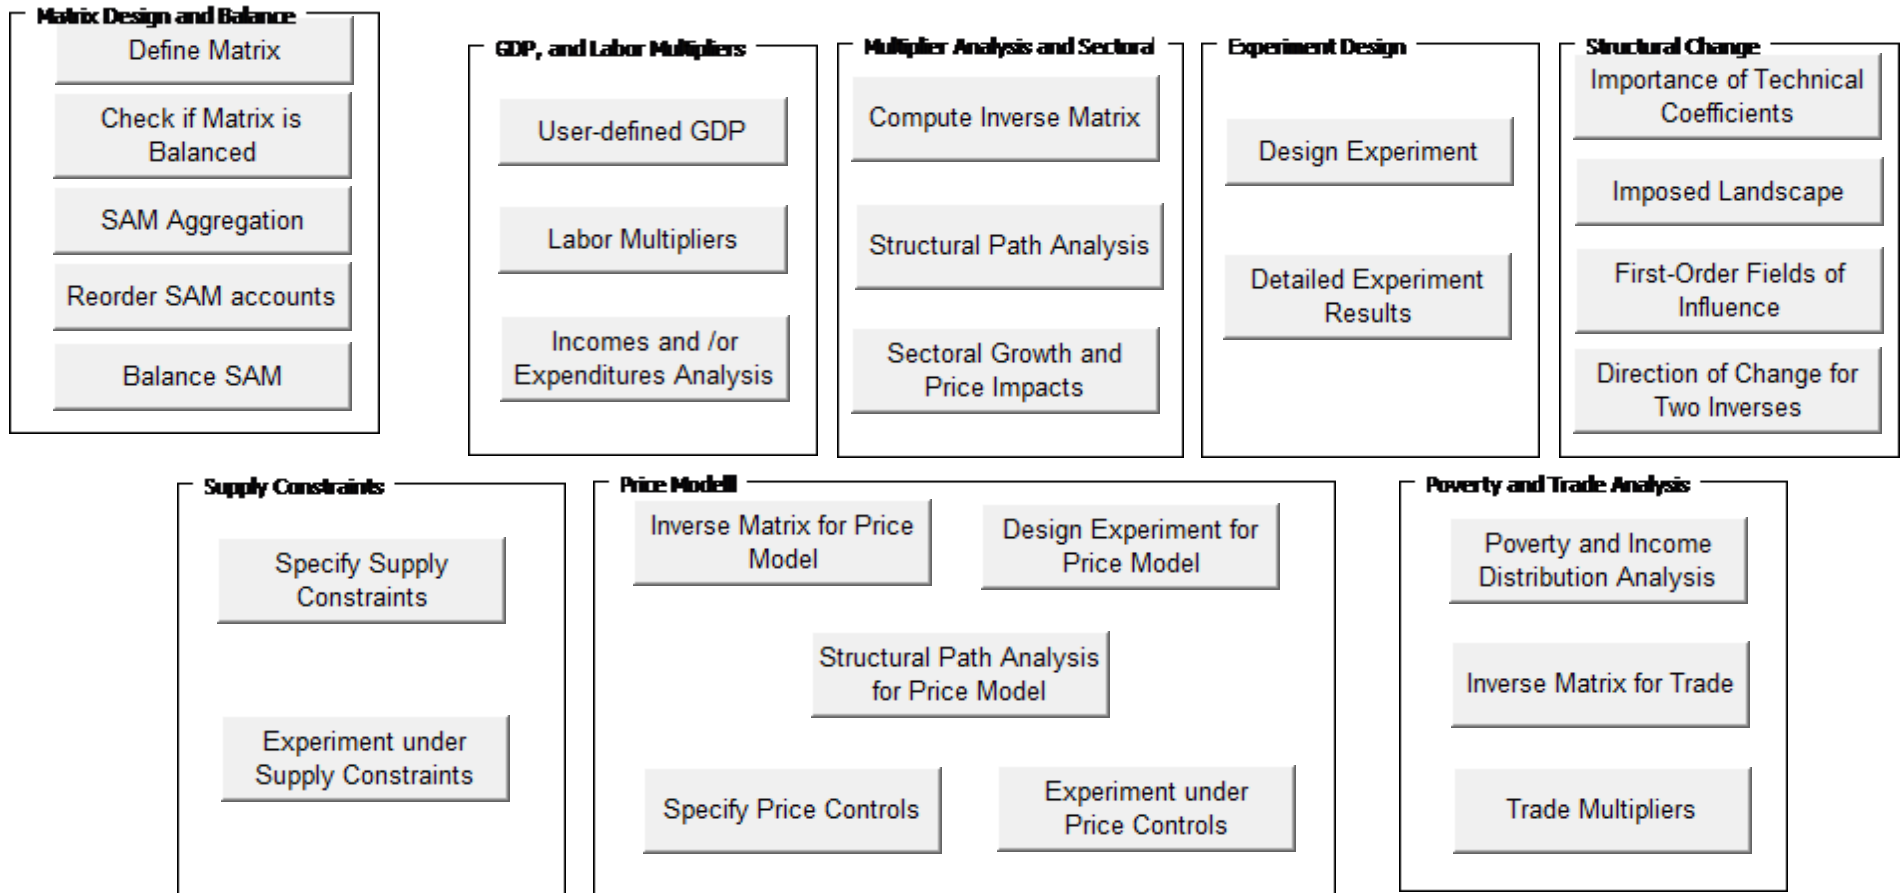 Matrix Design and Balance
Define Matrix
Check if Matrix is
Balanced
SAM Aggregation
Reorder SAM accounts
Balance SAM
GDP, and Labor Multipliers
User-defined GDP
Labor Multipliers
Incomes and /or
Expenditures Analysis
Multiplier Analysis and Sectoral
Compute Inverse Matrix
Structural Path Analysis
Sectoral Growth and
Price Impacts
Experiment Design
Design Experiment
Detailed Experiment
Results
Structural Change
Importance of Technical
Coefficients
Imposed Landscape
First-Order Fields of
Influence
Direction of Change for
Two Inverses
Supply Constraints
Specify Supply
Constraints
Experiment under
Supply Constraints
Price Modelll
Inverse Matrix for Price
Model
Design Experiment for
Price Model
Structural Path Analysis
for Price Model
Specify Price Controls
Experiment under
Price Controls
Poverty and Trade Analysis
Poverty and Income
Distribution Analysis
Inverse Matrix for Trade
Trade Multipliers